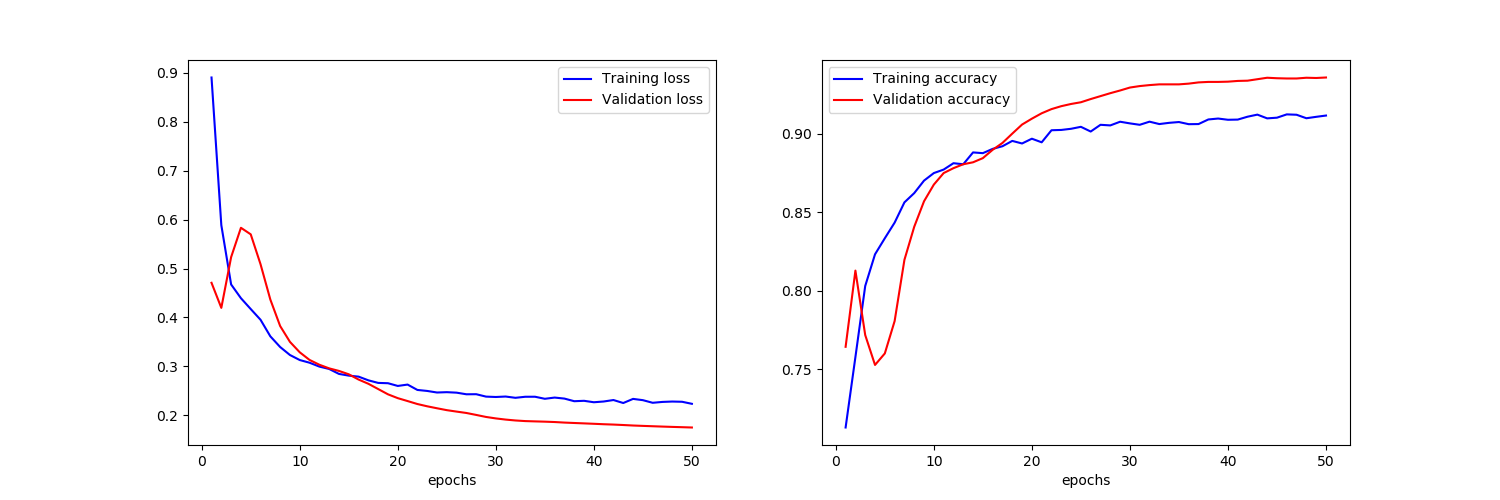 0.9
0.8
0.7
0.6
0.5
0.4
0.3
0.2
0 10 20 30 40 50
epochs
Training loss
Validation loss
0.90
0.85
0.80
0.75
0 10 20 30 40 50
epochs
Training accuracy
Validation accuracy